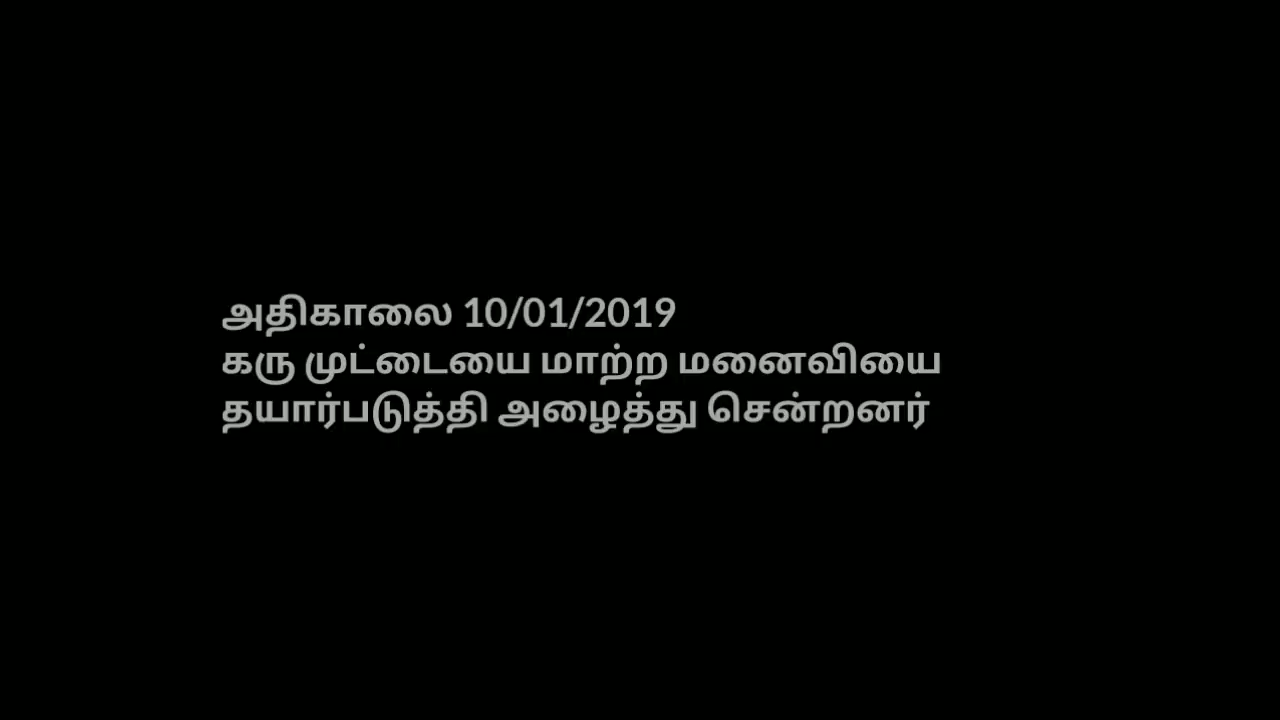 அதிகாலை 10/01/2019
கரு முட்டையை மாற்ற மனைவியை
தயார்படுத்தி அழைத்து சென்றனர்